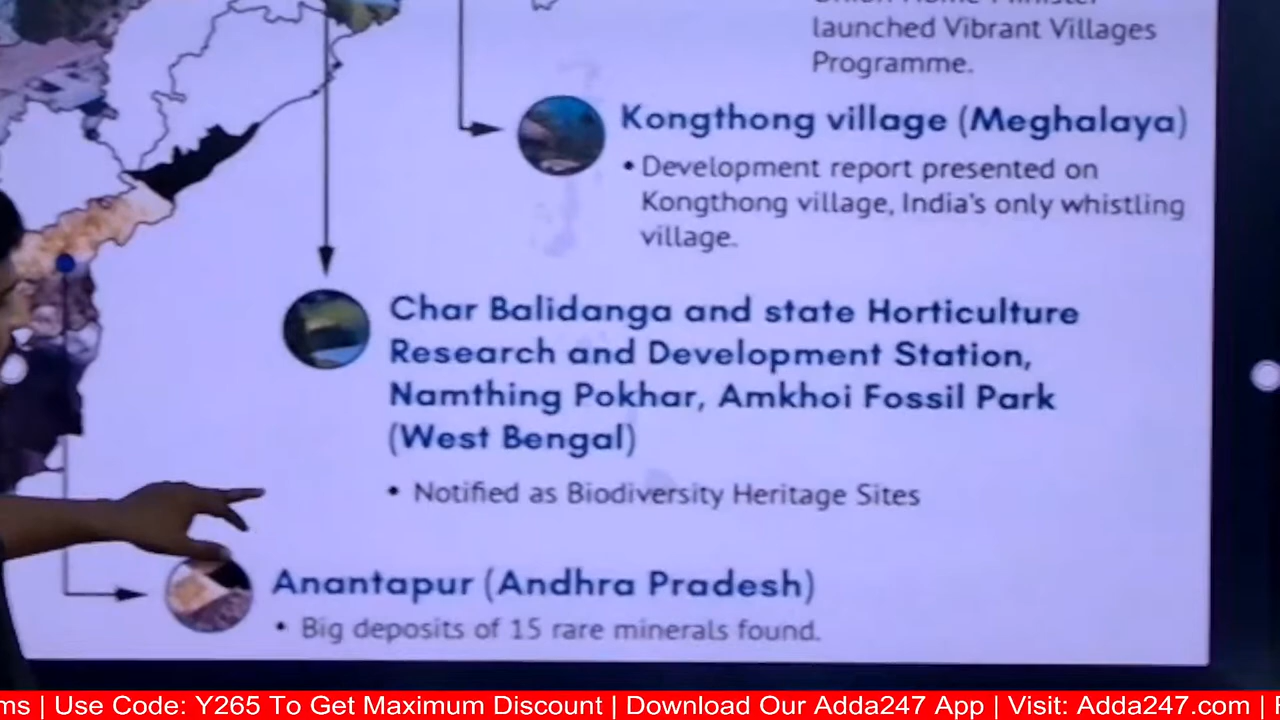 launched Vibrant Villages
Programme.
Kongthong village (Meghalaya)
• Development report presented on
Kongthong village, India's only whistling
village.
Char Balidanga and state Horticulture
Research and Development Station,
Namthing Pokhar, Amkhoi Fossil Park
(West Bengal)
• Notified as Biodiversity Heritage Sites
Anantapur (Andhra Pradesh)
• Big deposits of 15 rare minerals found.
| Use Code: Y265 To Get Maximum Discount | Download Our Adda247 App | Visit: Adda247.com |